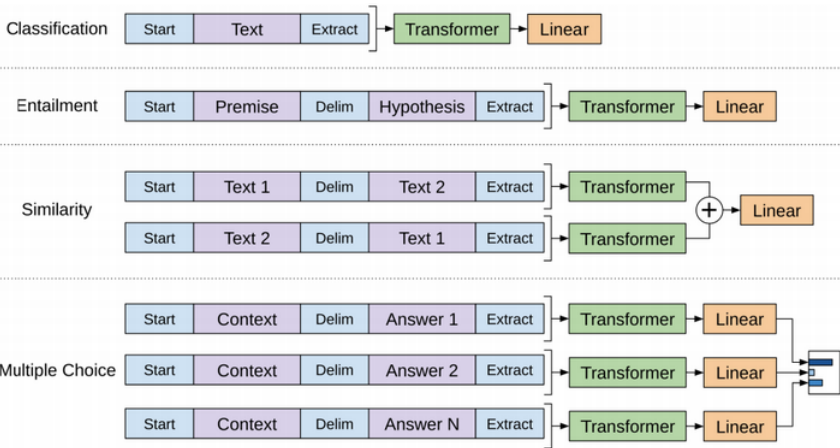 Classification Start Text Extract Transformer Linear
Entailment Start Premise Delim Hypothesis Extract Transformer Linear
Start Text 1 Delim Text 2 Extract Transformer
Similarity + Linear
Start Text 2 Delim Text 1 Extract Transformer
Start Context Delim Answer 1 Extract Transformer Linear
Multiple Choice Start Context Delim Answer 2 Extract Transformer Linear
Start Context Delim Answer N Extract Transformer Linear